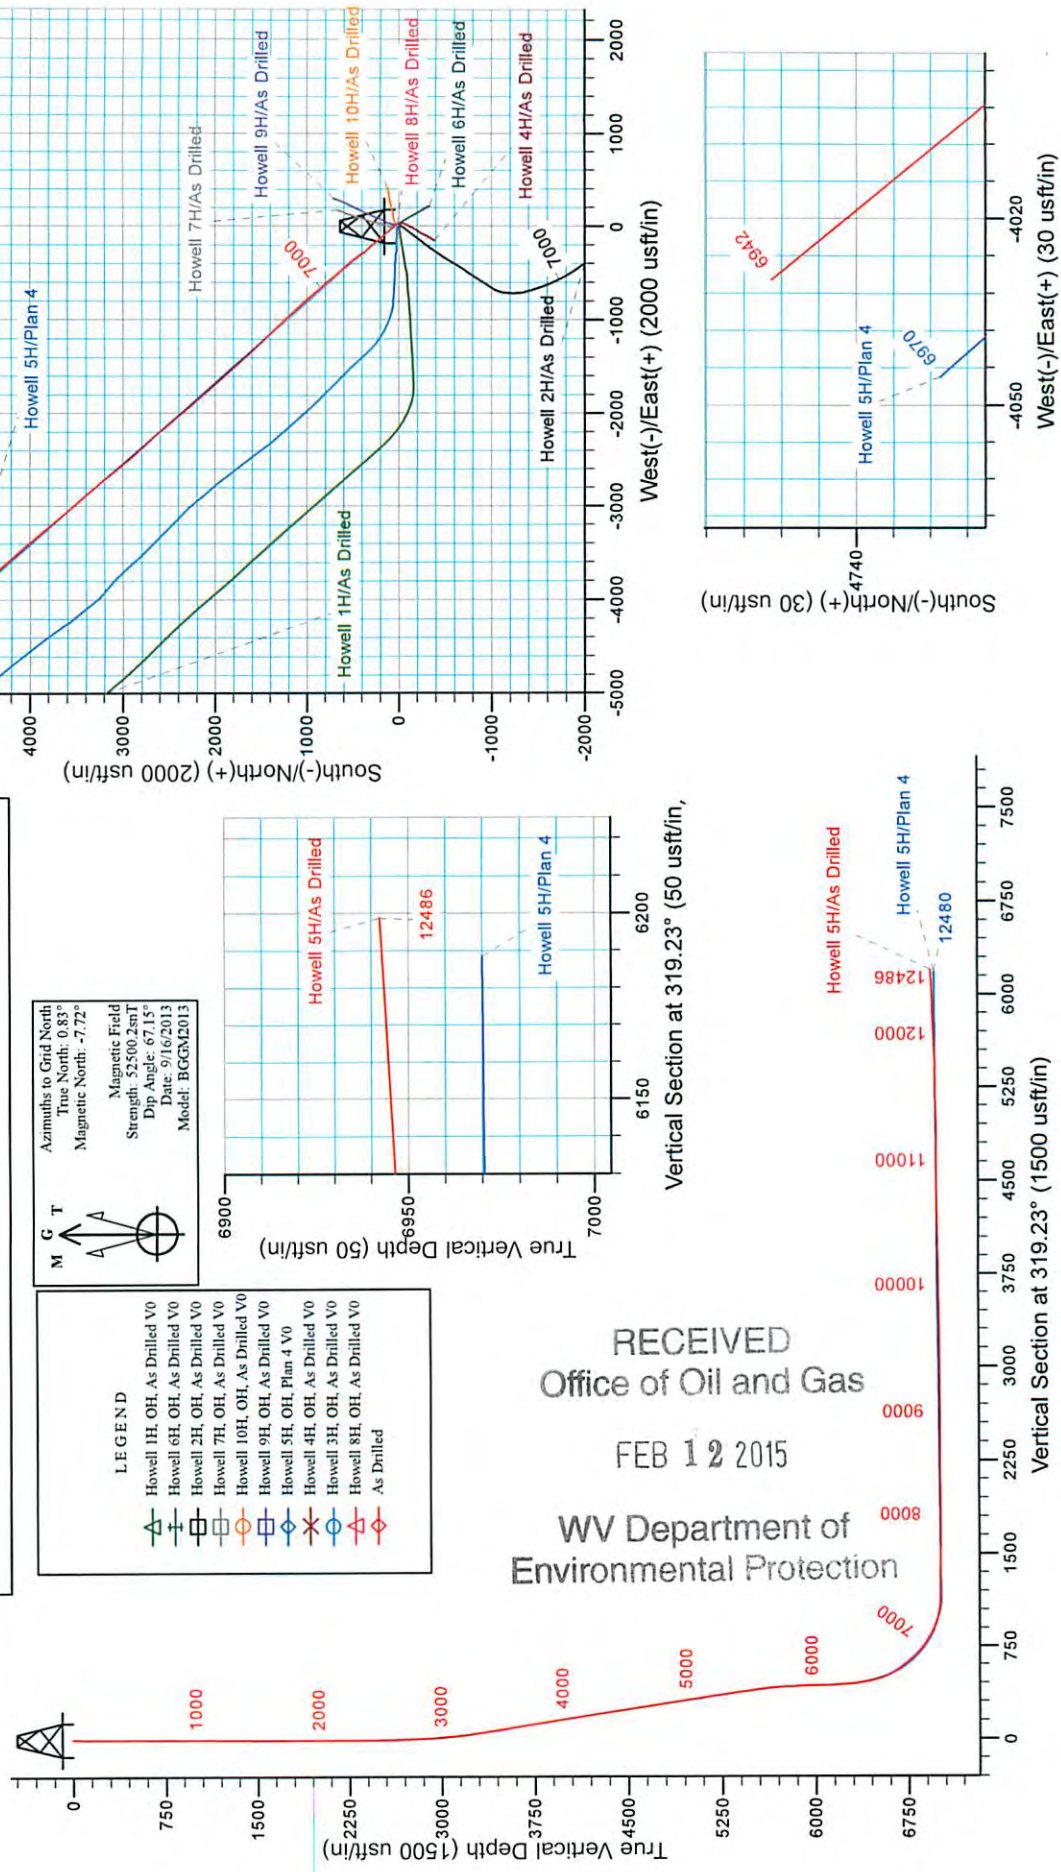 Azimuths to Grid North
True North: 0.83°
Magnetic North: -7.72°
Magnetic Field
Strength: 52500.2snT
Dip Angle: 67.15°
Date: 9/16/2013
Model: BGGM2013
M G T
LEGEND
Howell 1H, OH, As Drilled V0
Howell 6H, OH, As Drilled V0
Howell 2H, OH, As Drilled V0
Howell 7H, OH, As Drilled V0
Howell 10H, OH, As Drilled V0
Howell 9H, OH, As Drilled V0
Howell 5H, OH, Plan 4 V0
Howell 4H, OH, As Drilled V0
Howell 3H, OH, As Drilled V0
Howell 8H, OH, As Drilled V0
As Drilled
South(-)/North(+) (2000 usft/in)
4000
3000
2000
1000
0
-1000
-2000
-5000
-4000
-3000
-2000
-1000
0
1000
2000
West(-)/East(+) (2000 usft/in)
Howell 5H/Plan 4
Howell 7H/As Drilled
Howell 9H/As Drilled
Howell 10H/As Drilled
Howell 8H/As Drilled
Howell 6H/As Drilled
Howell 4H/As Drilled
Howell 2H/As Drilled
Howell 1H/As Drilled
7000
7000
True Vertical Depth (50 usft/in)
6900
6950
7000
6150
6200
Vertical Section at 319.23° (50 usft/in,
Howell 5H/As Drilled
12486
Howell 5H/Plan 4
South(-)/North(+) (30 usft/in)
4740
-4050
-4020
West(-)/East(+) (30 usft/in)
Howell 5H/Plan 4
6970
6942
RECEIVED
Office of Oil and Gas
FEB 12 2015
WV Department of
Environmental Protection
True Vertical Depth (1500 usft/in)
0
750
1500
2250
3000
3750
4500
5250
6000
6750
0
750
1500
2250
3000
3750
4500
5250
6000
6750
7500
Vertical Section at 319.23° (1500 usft/in)
1000
2000
3000
4000
5000
6000
7000
8000
9000
10000
11000
12000
12486
Howell 5H/As Drilled
Howell 5H/Plan 4
12480